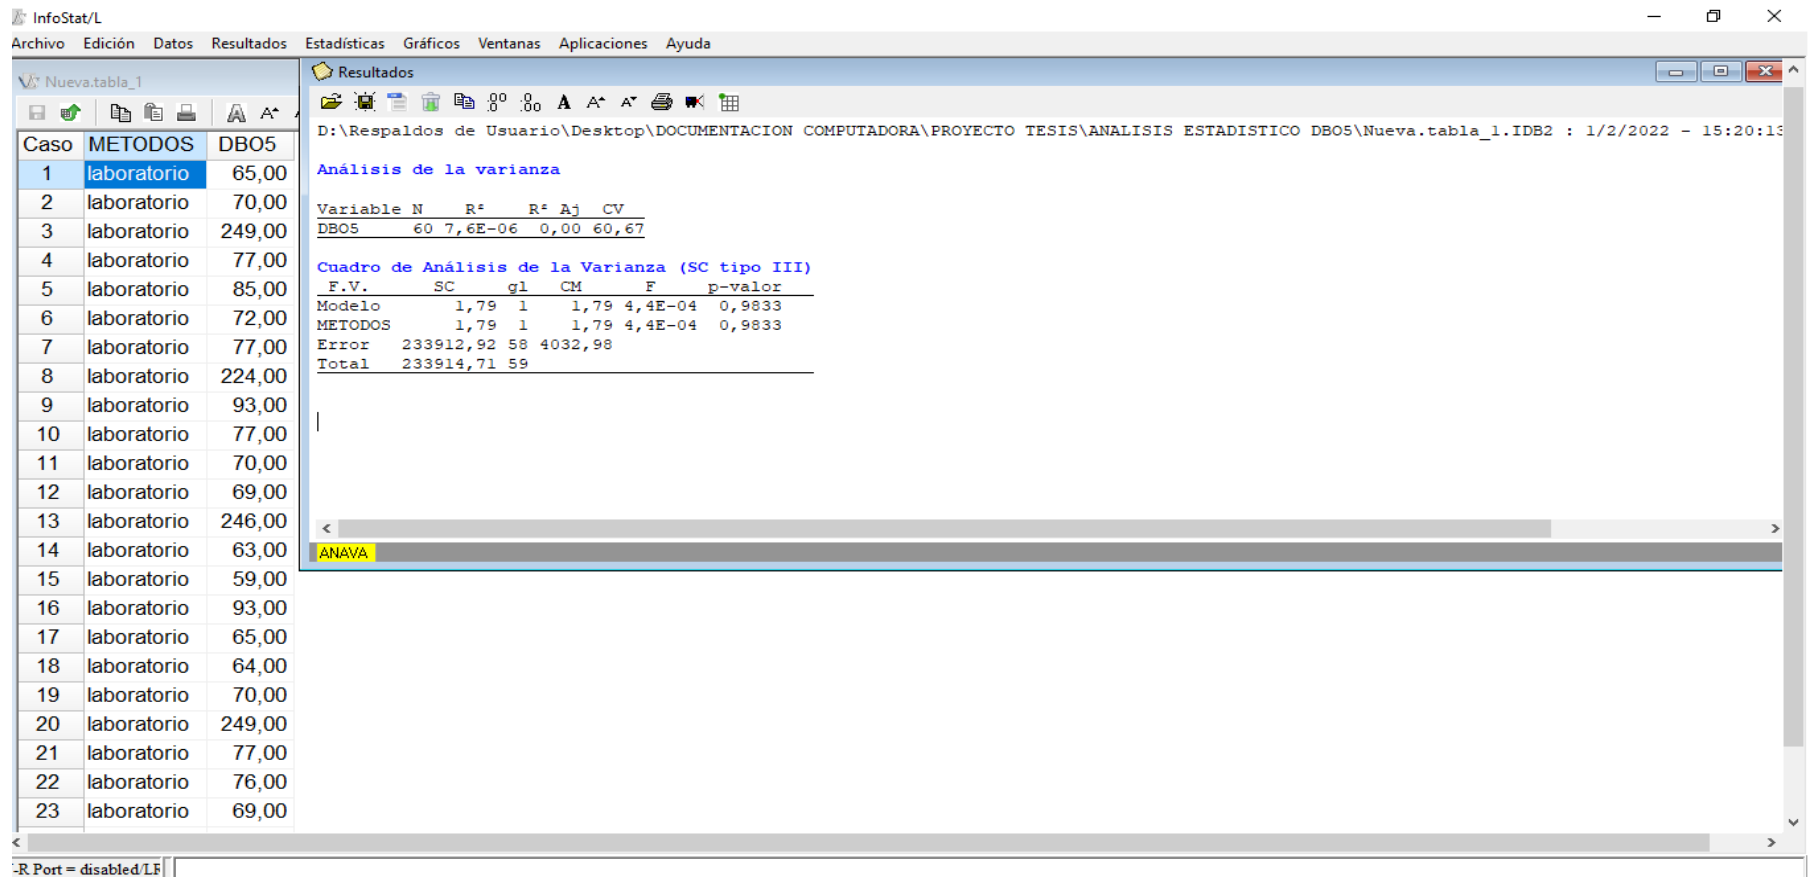 InfoStat/L
Archivo Edición Datos Resultados Estadísticas Gráficos Ventanas Aplicaciones Ayuda
Nueva.tabla_1
Caso METODOS DBO5
1 laboratorio 65,00
2 laboratorio 70,00
3 laboratorio 249,00
4 laboratorio 77,00
5 laboratorio 85,00
6 laboratorio 72,00
7 laboratorio 77,00
8 laboratorio 224,00
9 laboratorio 93,00
10 laboratorio 77,00
11 laboratorio 70,00
12 laboratorio 69,00
13 laboratorio 246,00
14 laboratorio 63,00
15 laboratorio 59,00
16 laboratorio 93,00
17 laboratorio 65,00
18 laboratorio 64,00
19 laboratorio 70,00
20 laboratorio 249,00
21 laboratorio 77,00
22 laboratorio 76,00
23 laboratorio 69,00
Resultados
D:\Respaldos de Usuario\Desktop\DOCUMENTACION COMPUTADORA\PROYECTO TESIS\ANALISIS ESTADISTICO DBO5\Nueva.tabla_1.IDB2 : 1/2/2022 - 15:20:13
Análisis de la varianza
Variable N R² R² Aj CV
DBO5 60 7,6E-06 0,00 60,67
Cuadro de Análisis de la Varianza (SC tipo III)
F.V. SC gl CM F p-valor
Modelo 1,79 1 1,79 4,4E-04 0,9833
METODOS 1,79 1 1,79 4,4E-04 0,9833
Error 233912,92 58 4032,98
Total 233914,71 59
ANAVA
-R Port = disabled/LF